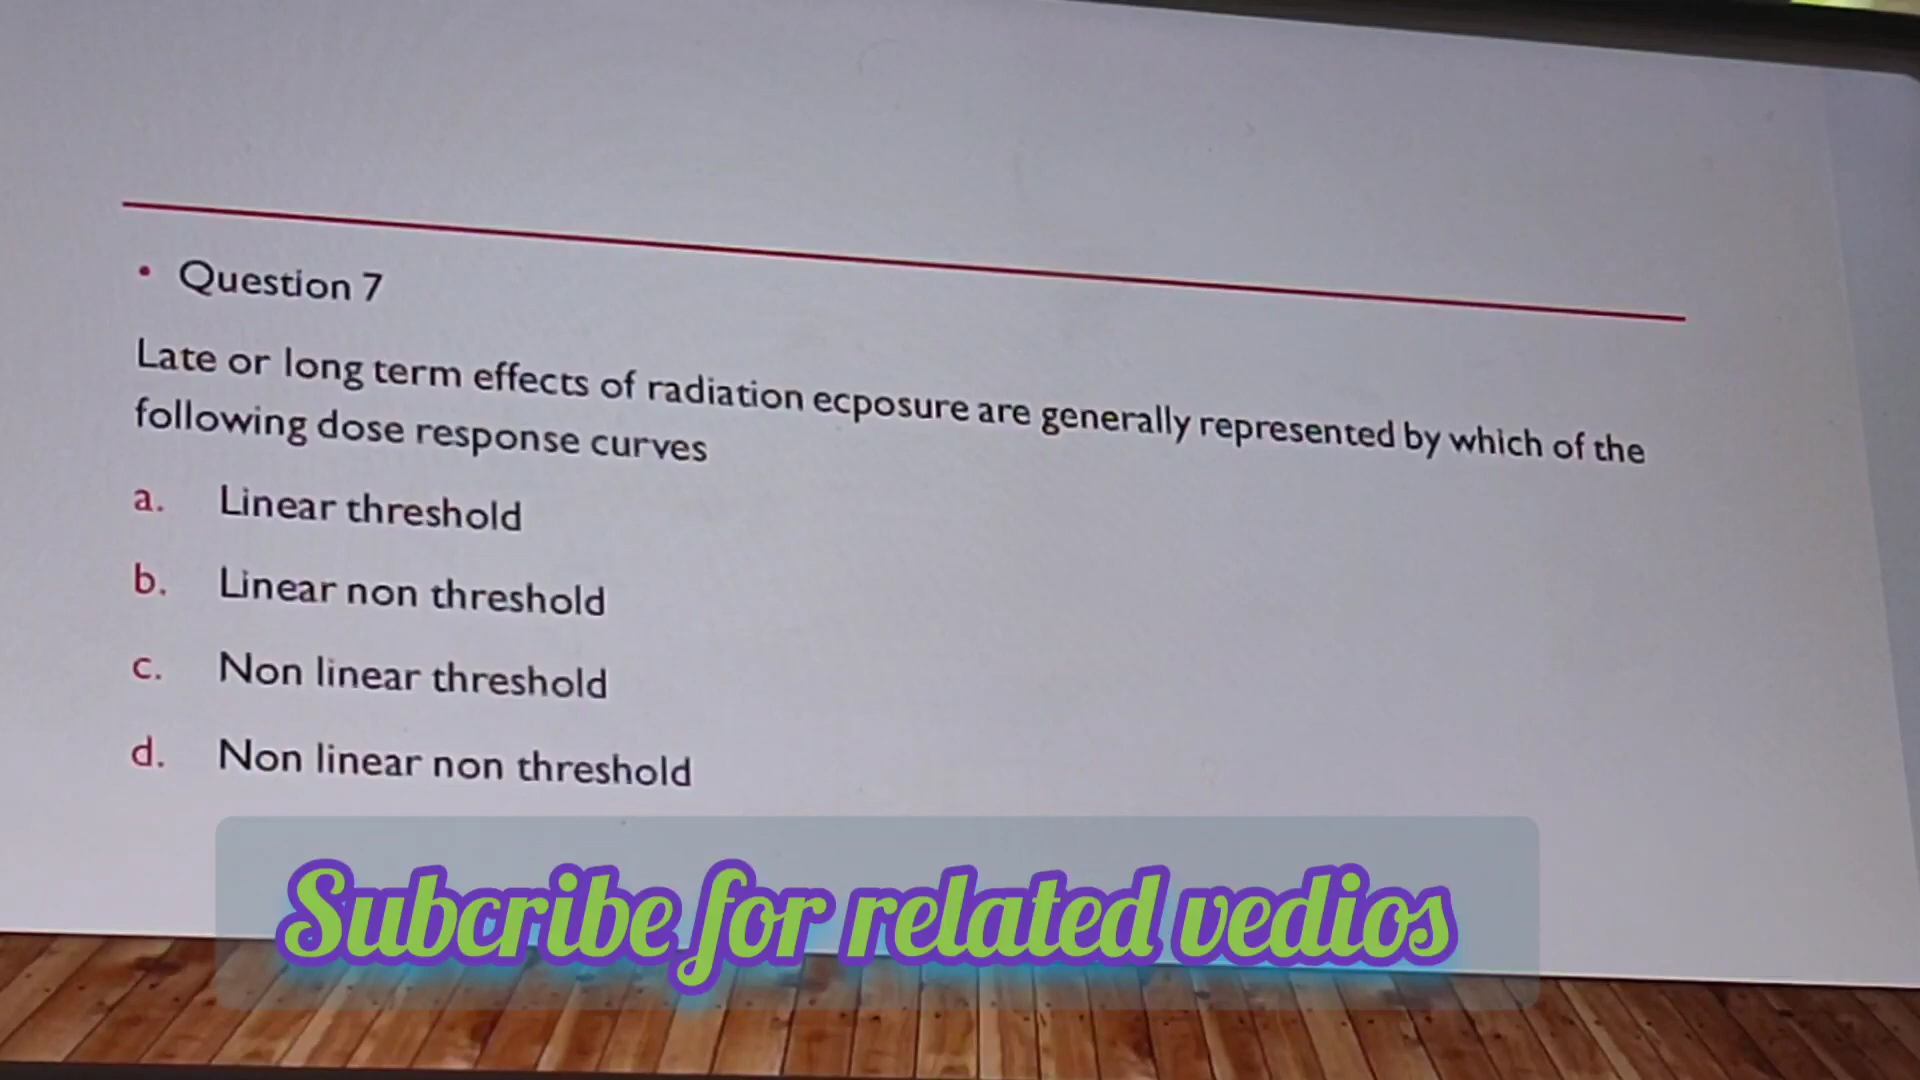 • Question 7
Late or long term effects of radiation ecposure are generally represented by which of the
following dose response curves
a. Linear threshold
b. Linear non threshold
c. Non linear threshold
d. Non linear non threshold
Subcribe for related vedios